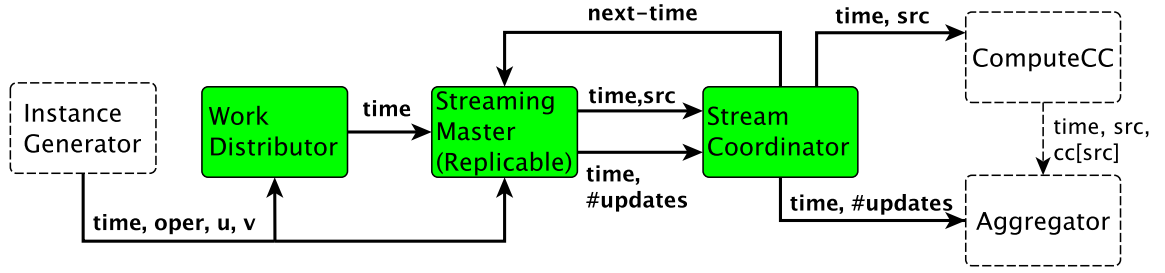 next-time
time, src
ComputeCC
Instance
Generator
Work
Distributor
time
Streaming
Master
(Replicable)
time,src
time,
#updates
Stream
Coordinator
time, src,
cc[src]
time, oper, u, v
time, #updates
Aggregator